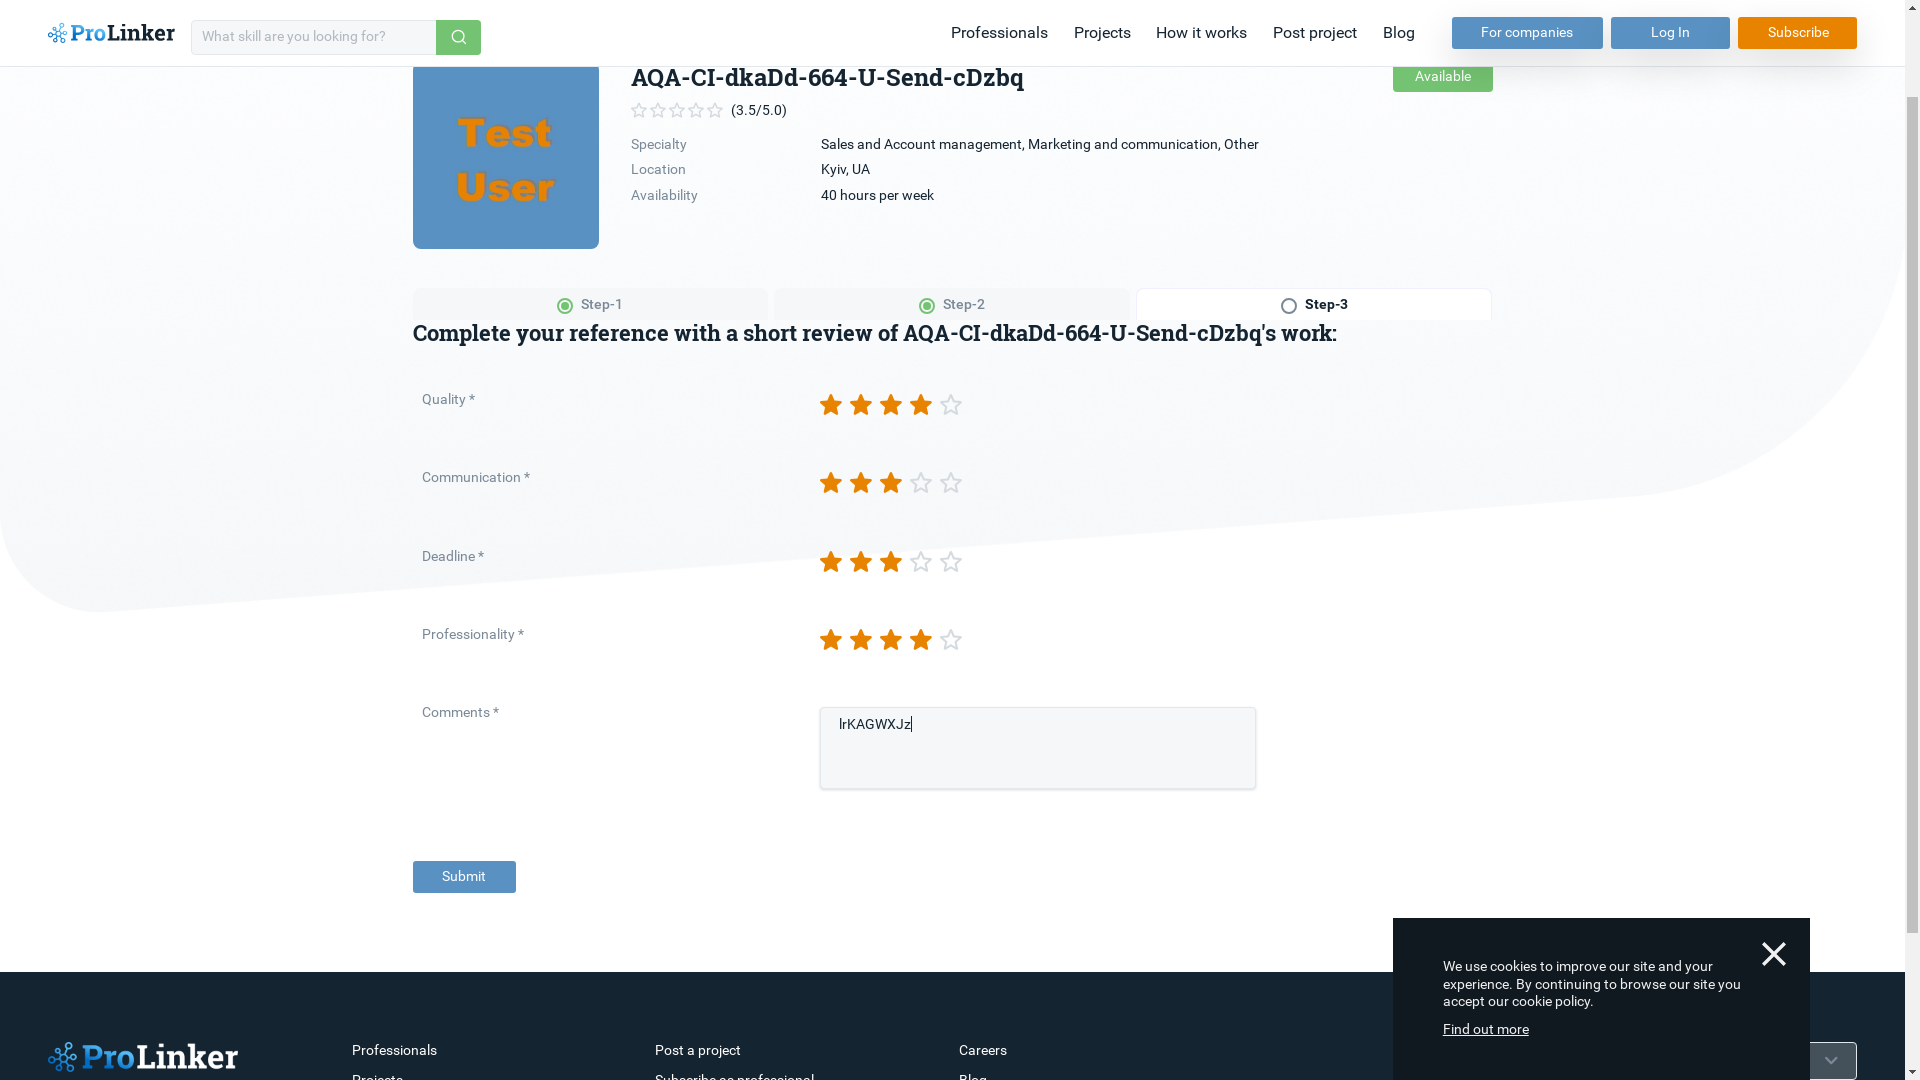 ProLinker
What skill are you looking for?
Professionals
Projects
How it works
Post project
Blog
For companies
Log In
Subscribe
Test
User
AQA-CI-dkaDd-664-U-Send-cDzbq
Available
(3.5/5.0)
Specialty
Sales and Account management, Marketing and communication, Other
Location
Kyiv, UA
Availability
40 hours per week
Step-1
Step-2
Step-3
Complete your reference with a short review of AQA-CI-dkaDd-664-U-Send-cDzbq's work:
Quality *
Communication *
Deadline *
Professionality *
Comments *
lrKAGWXJz
Submit
We use cookies to improve our site and your
experience. By continuing to browse our site you
accept our cookie policy.
Find out more
ProLinker
Professionals
Post a project
Careers
Projects
Subscribe as professional
Blog